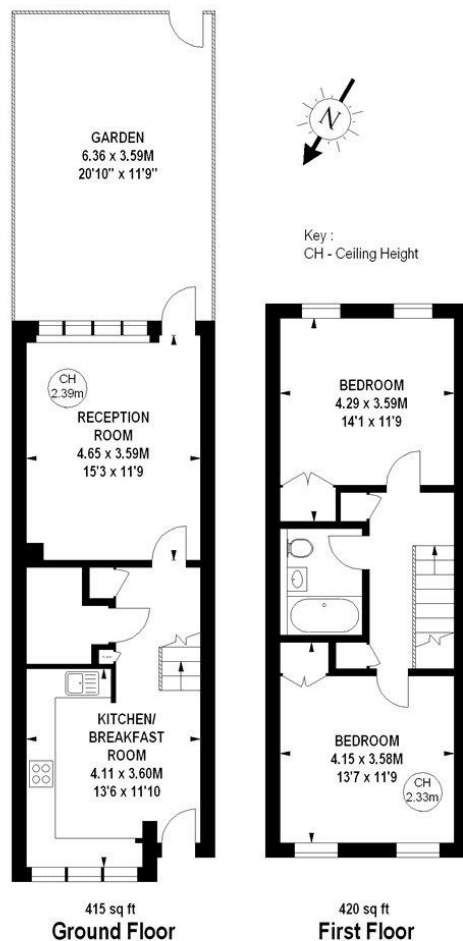 GARDEN
6.36 x 3.59M
20'10" x 11'9"
N
Key :
CH - Ceiling Height
CH
2.39m
RECEPTION
ROOM
4.65 x 3.59M
15'3 x 11'9
KITCHEN/
BREAKFAST
ROOM
4.11 x 3.60M
13'6 x 11'10
415 sq ft
Ground Floor
BEDROOM
4.29 x 3.59M
14'1 x 11'9
BEDROOM
4.15 x 3.58M
13'7 x 11'9
CH
2.33m
420 sq ft
First Floor